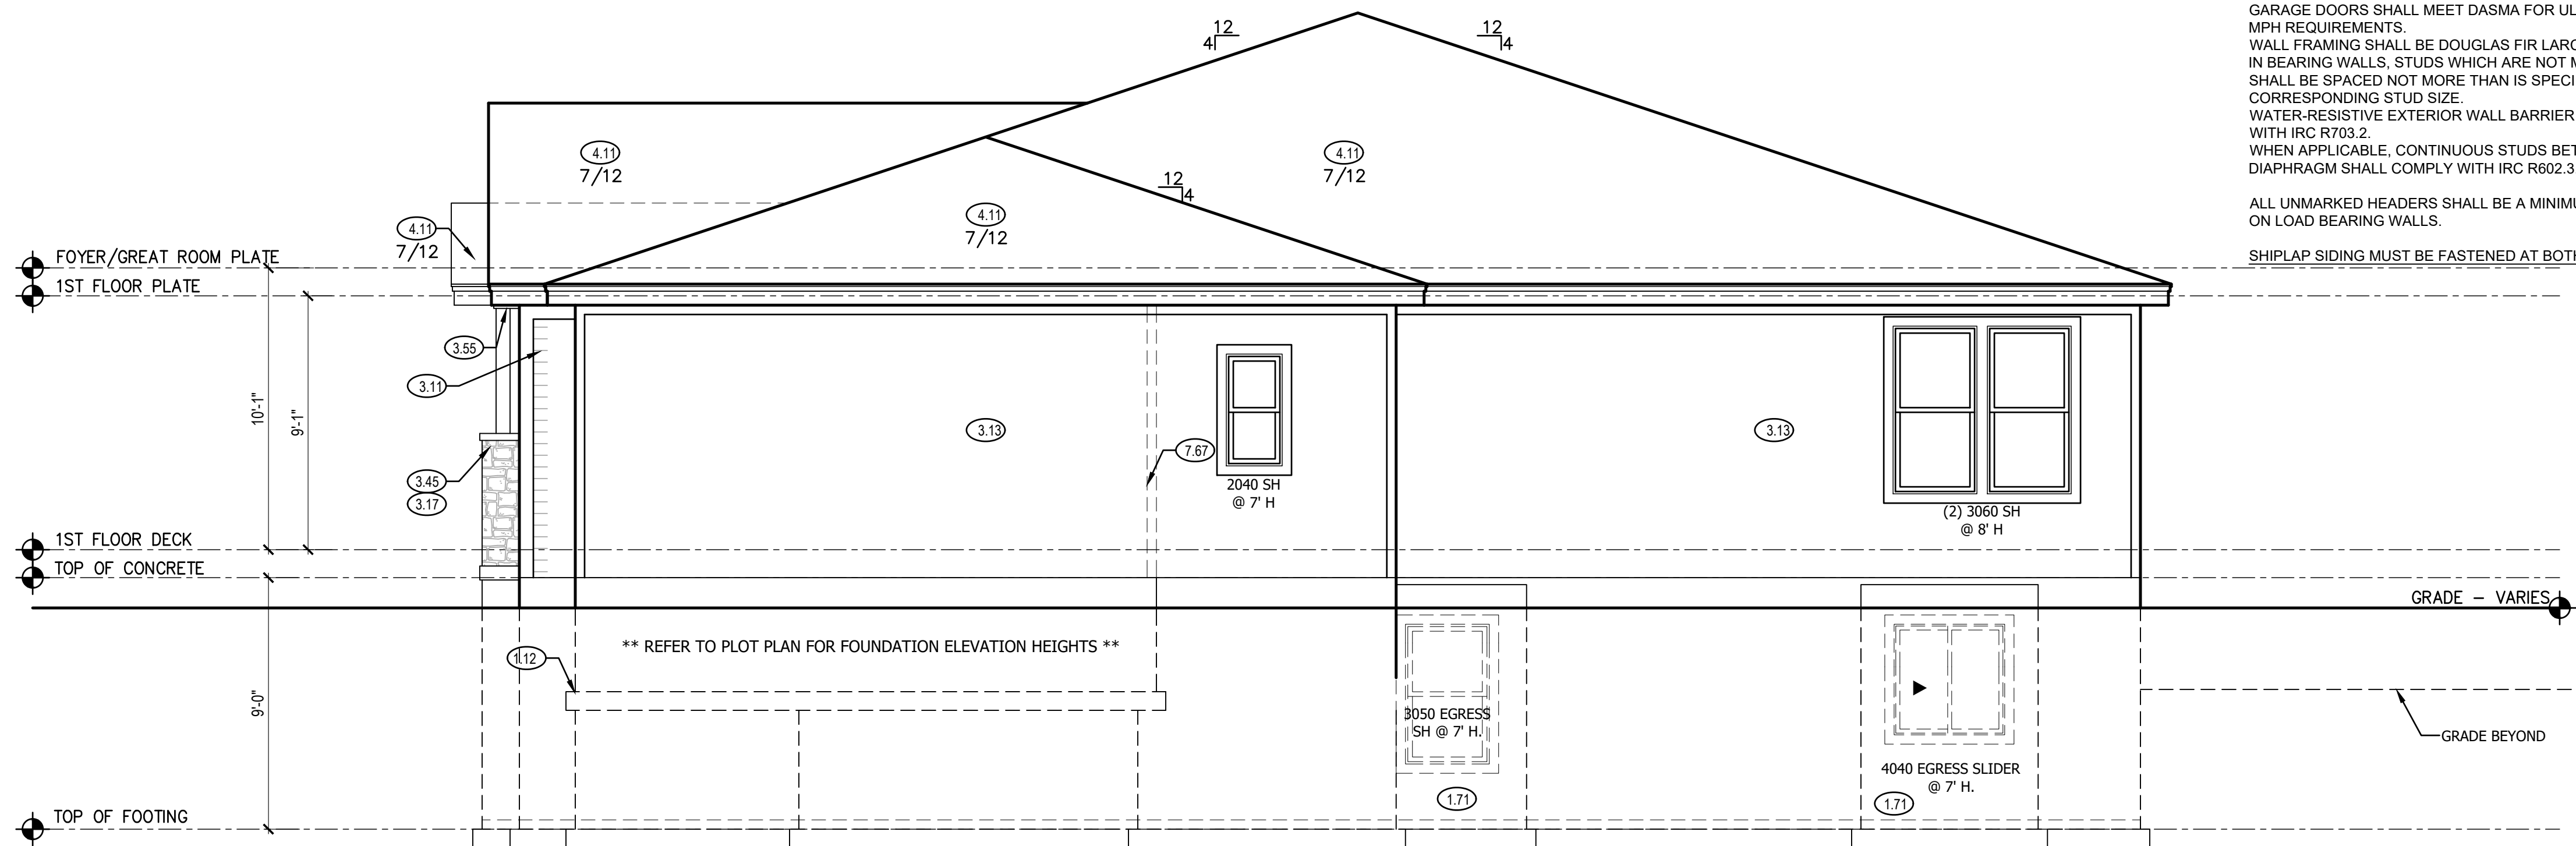 GARAGE DOORS SHALL MEET DASMA FOR UL
MPH REQUIREMENTS.
WALL FRAMING SHALL BE DOUGLAS FIR LARC
IN BEARING WALLS, STUDS WHICH ARE NOT M
SHALL BE SPACED NOT MORE THAN IS SPECI
CORRESPONDING STUD SIZE.
WATER-RESISTIVE EXTERIOR WALL BARRIER
WITH IRC R703.2.
WHEN APPLICABLE, CONTINUOUS STUDS BET
DIAPHRAGM SHALL COMPLY WITH IRC R602.3
ALL UNMARKED HEADERS SHALL BE A MINIMU
ON LOAD BEARING WALLS.
SHIPLAP SIDING MUST BE FASTENED AT BOTH
12
4
12
4
4.11
7/12
4.11
7/12
12
4
4.11
7/12
4.11
7/12
FOYER/GREAT ROOM PLATE
1ST FLOOR PLATE
3.55
3.11
10'-1"
9'-1"
3.13
3.13
7.67
3.45
3.17
2040 SH
@ 7' H
(2) 3060 SH
@ 8' H
1ST FLOOR DECK
TOP OF CONCRETE
GRADE - VARIES
** REFER TO PLOT PLAN FOR FOUNDATION ELEVATION HEIGHTS **
1.12
9'-0"
3050 EGRESS
SH @ 7' H.
GRADE BEYOND
4040 EGRESS SLIDER
@ 7' H.
1.71
1.71
TOP OF FOOTING